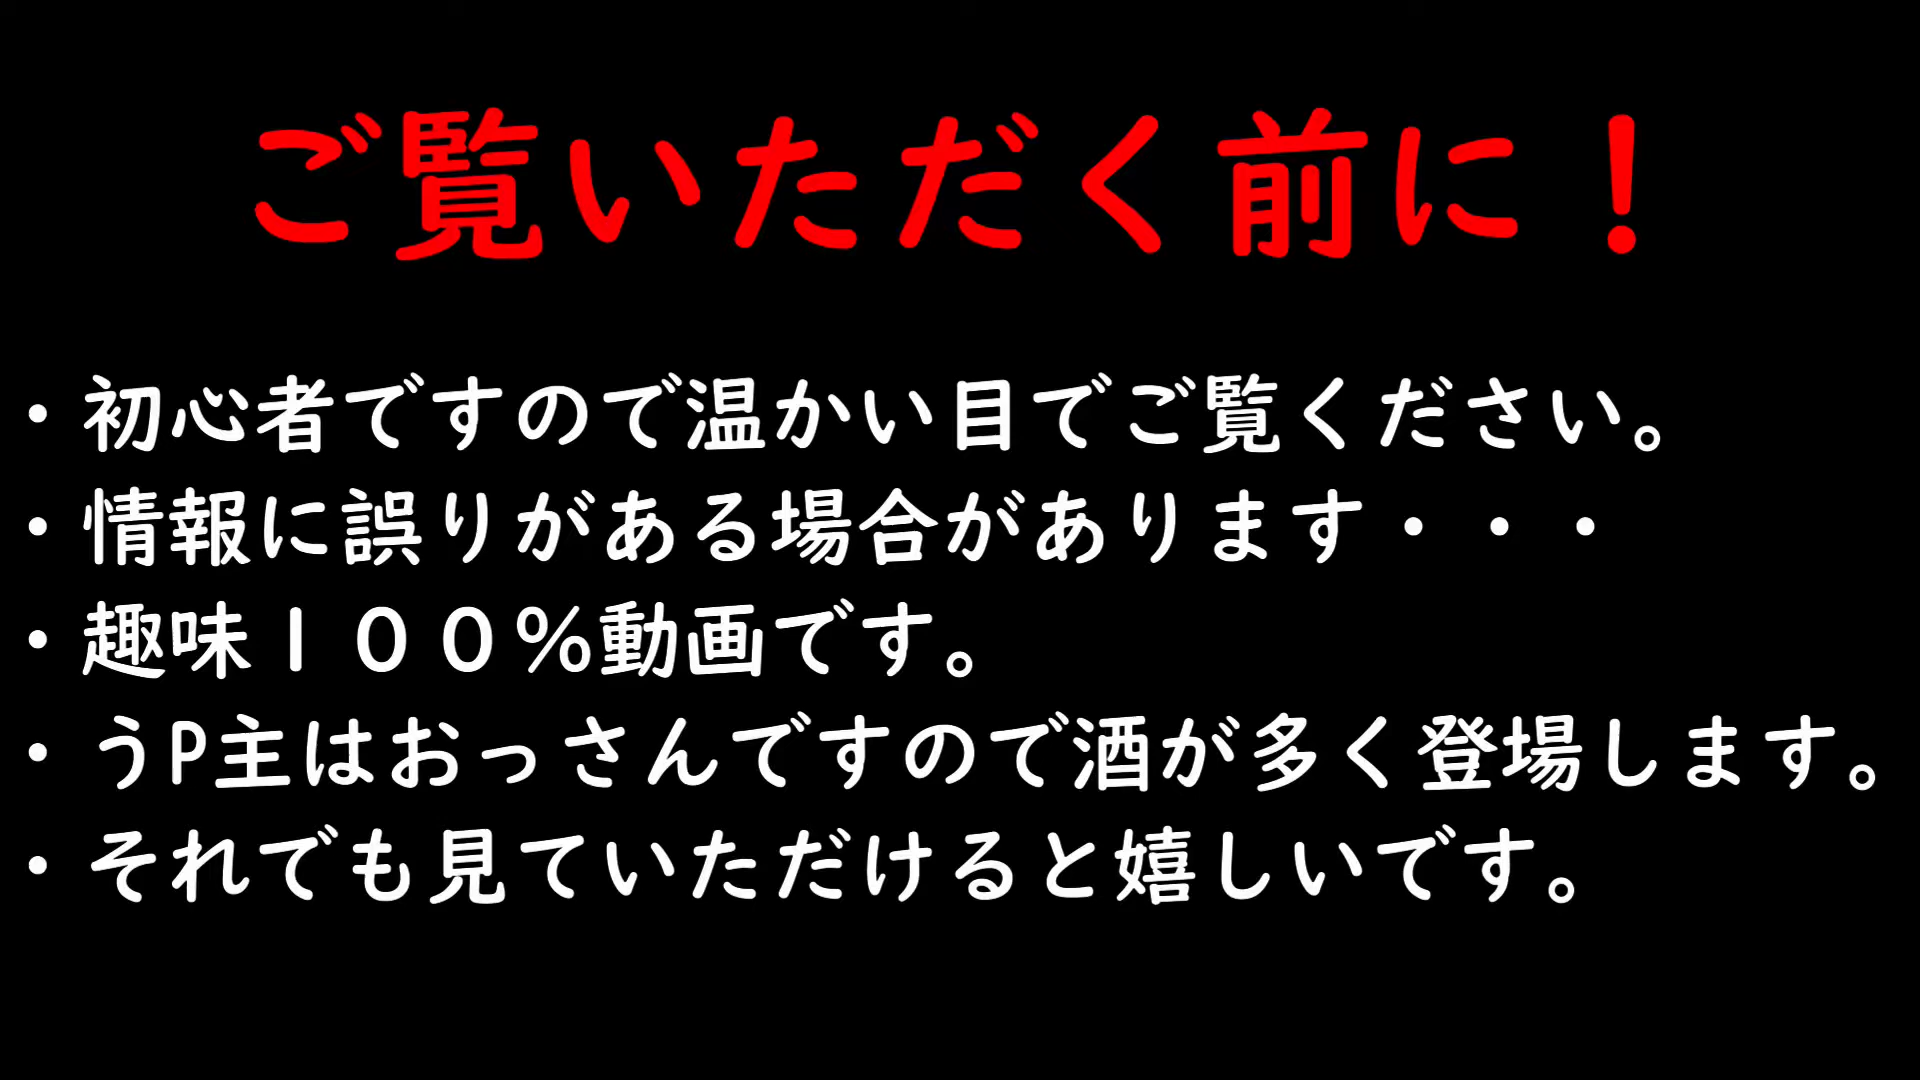 ご覧いただく前に！
・初心者ですので温かい目でご覧ください。
・情報に誤りがある場合があります・・・
・趣味１００％動画です。
・うP主はおっさんですので酒が多く登場します。
・それでも見ていただけると嬉しいです。